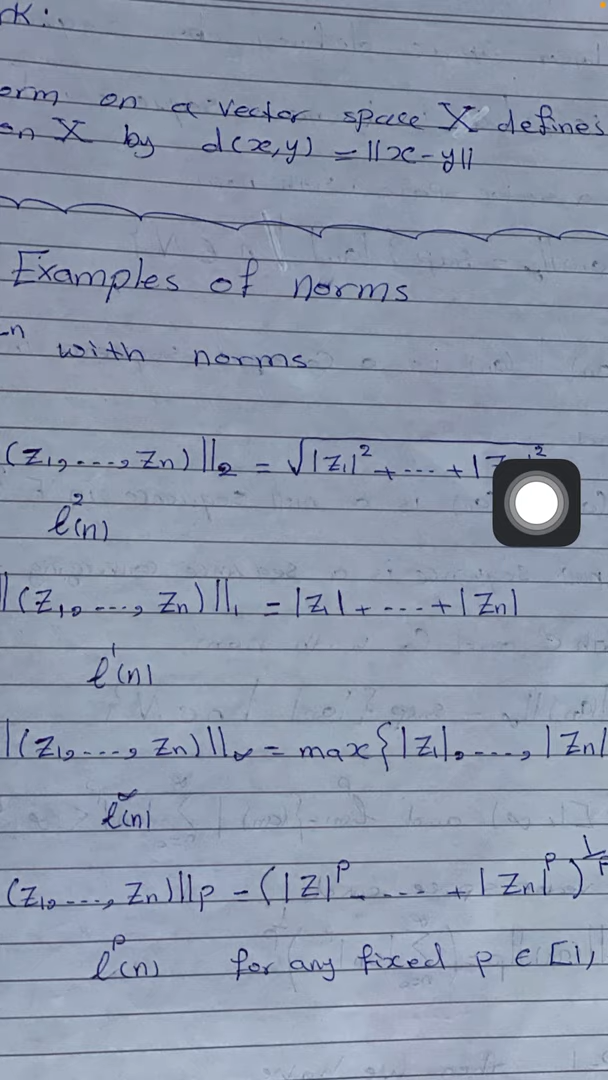 rk:-
orm on a vector space X defines
on X by d(x,y) = ||x-y||
Examples of norms
n with norms
(z₁, ..., zn)||₂ = √|z₁|² + ... + |z |²
ℓ²(n)
||(z₁, ..., zn)||₁ = |z₁| + ... + |zn|
ℓ¹(n)
||(z₁, ..., zn)||∞ = max{|z₁|, ..., |zn|
ℓ∞(n)
(z₁, ..., zn)||p = (|z|ᵖ ... + |zn|ᵖ)^1/p
ℓᵖ(n) for any fixed p ∈ [1,